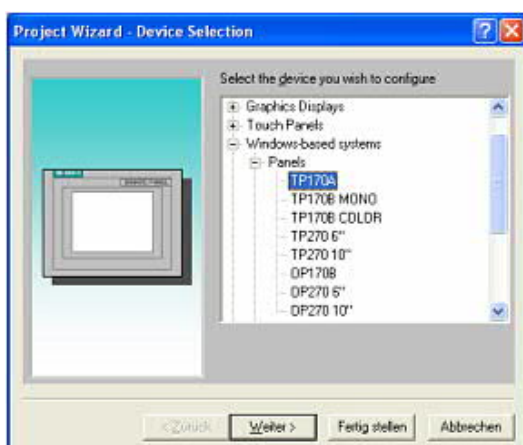 Project Wizard - Device Selection
Select the device you wish to configure
Graphics Displays
Touch Panels
Windows-based systems
Panels
TP170A
TP170B MONO
TP170B COLOR
TP270 6"
TP270 10"
OP170B
OP270 6"
OP270 10"
< Zurück
Weiter >
Fertig stellen
Abbrechen